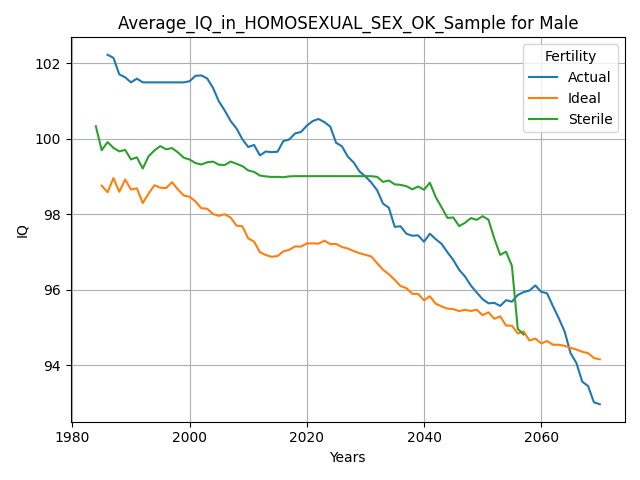 Average_IQ_in_HOMOSEXUAL_SEX_OK_Sample for Male
Fertility
Actual
Ideal
Sterile
102
100
98
96
94
IQ
1980
2000
2020
2040
2060
Years